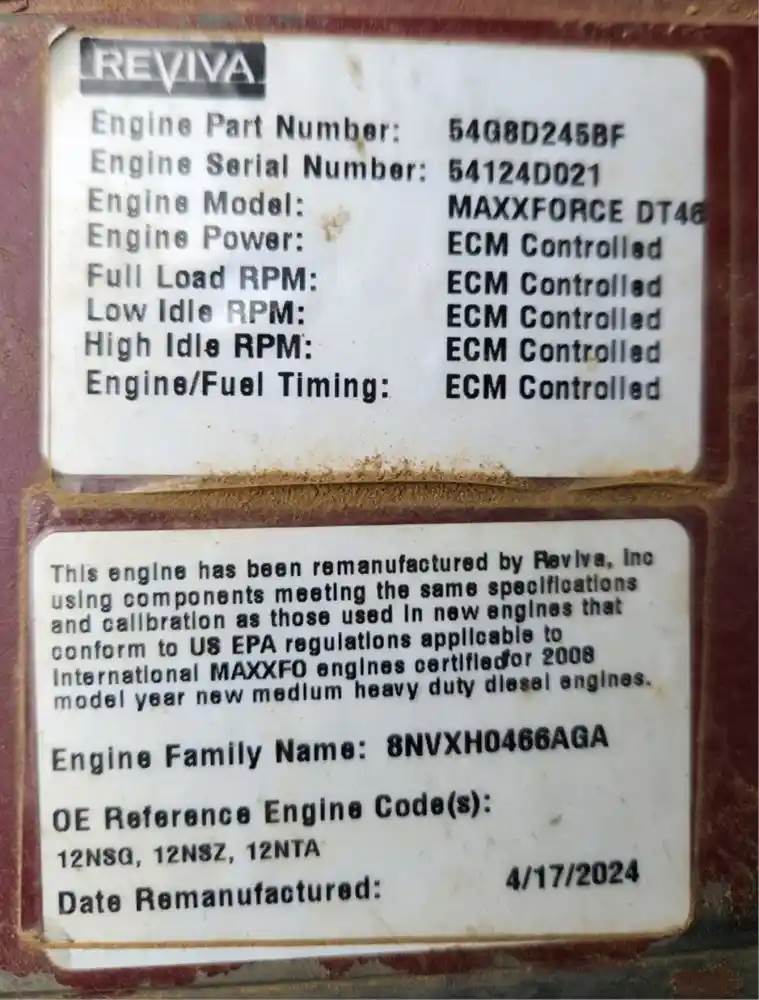 REVIVA
Engine Part Number: 54G8D245BF
Engine Serial Number: 54124D021
Engine Model: MAXXFORCE DT46
Engine Power: ECM Controlled
Full Load RPM: ECM Controlled
Low Idle RPM: ECM Controlled
High Idle RPM: ECM Controlled
Engine/Fuel Timing: ECM Controlled
This engine has been remanufactured by Reviva, Inc
using components meeting the same specifications
and calibration as those used in new engines that
conform to US EPA regulations applicable to
International MAXXFO engines certifiedfor 2008
model year new medium heavy duty diesel engines.
Engine Family Name: 8NVXH0466AGA
OE Reference Engine Code(s):
12NSG, 12NSZ, 12NTA
Date Remanufactured: 4/17/2024